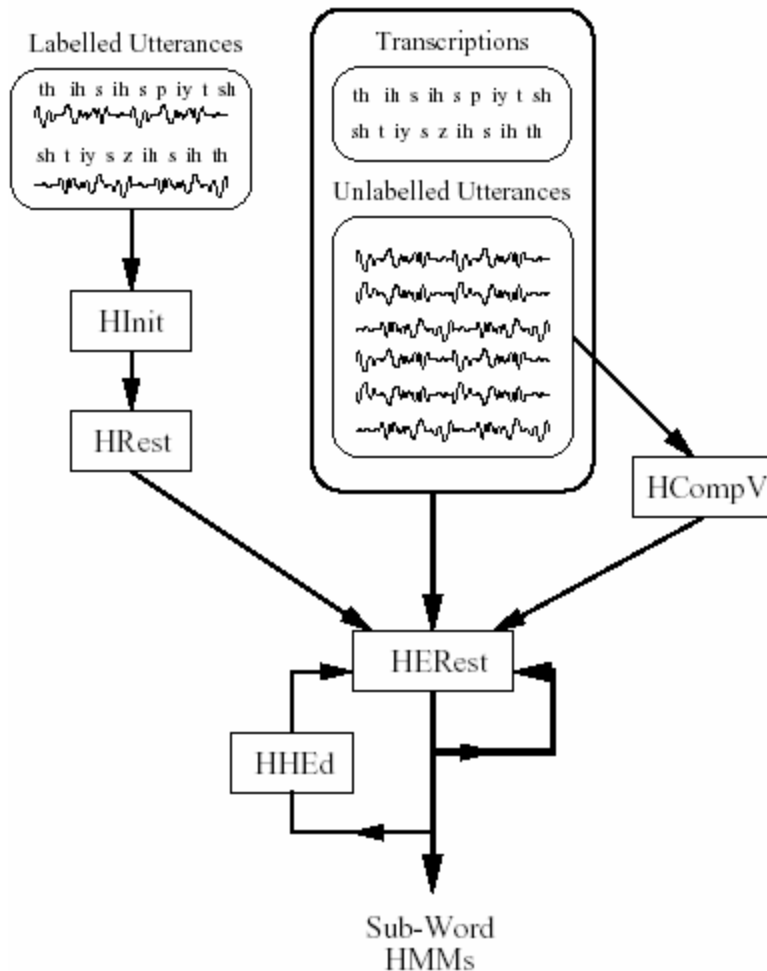 Labelled Utterances
th ih s ih s p iy t sh
sh t iy s z ih s ih th
HInit
HRest
Transcriptions
th ih s ih s p iy t sh
sh t iy s z ih s ih th
Unlabelled Utterances
HCompV
HERest
HHEd
Sub-Word
HMMs